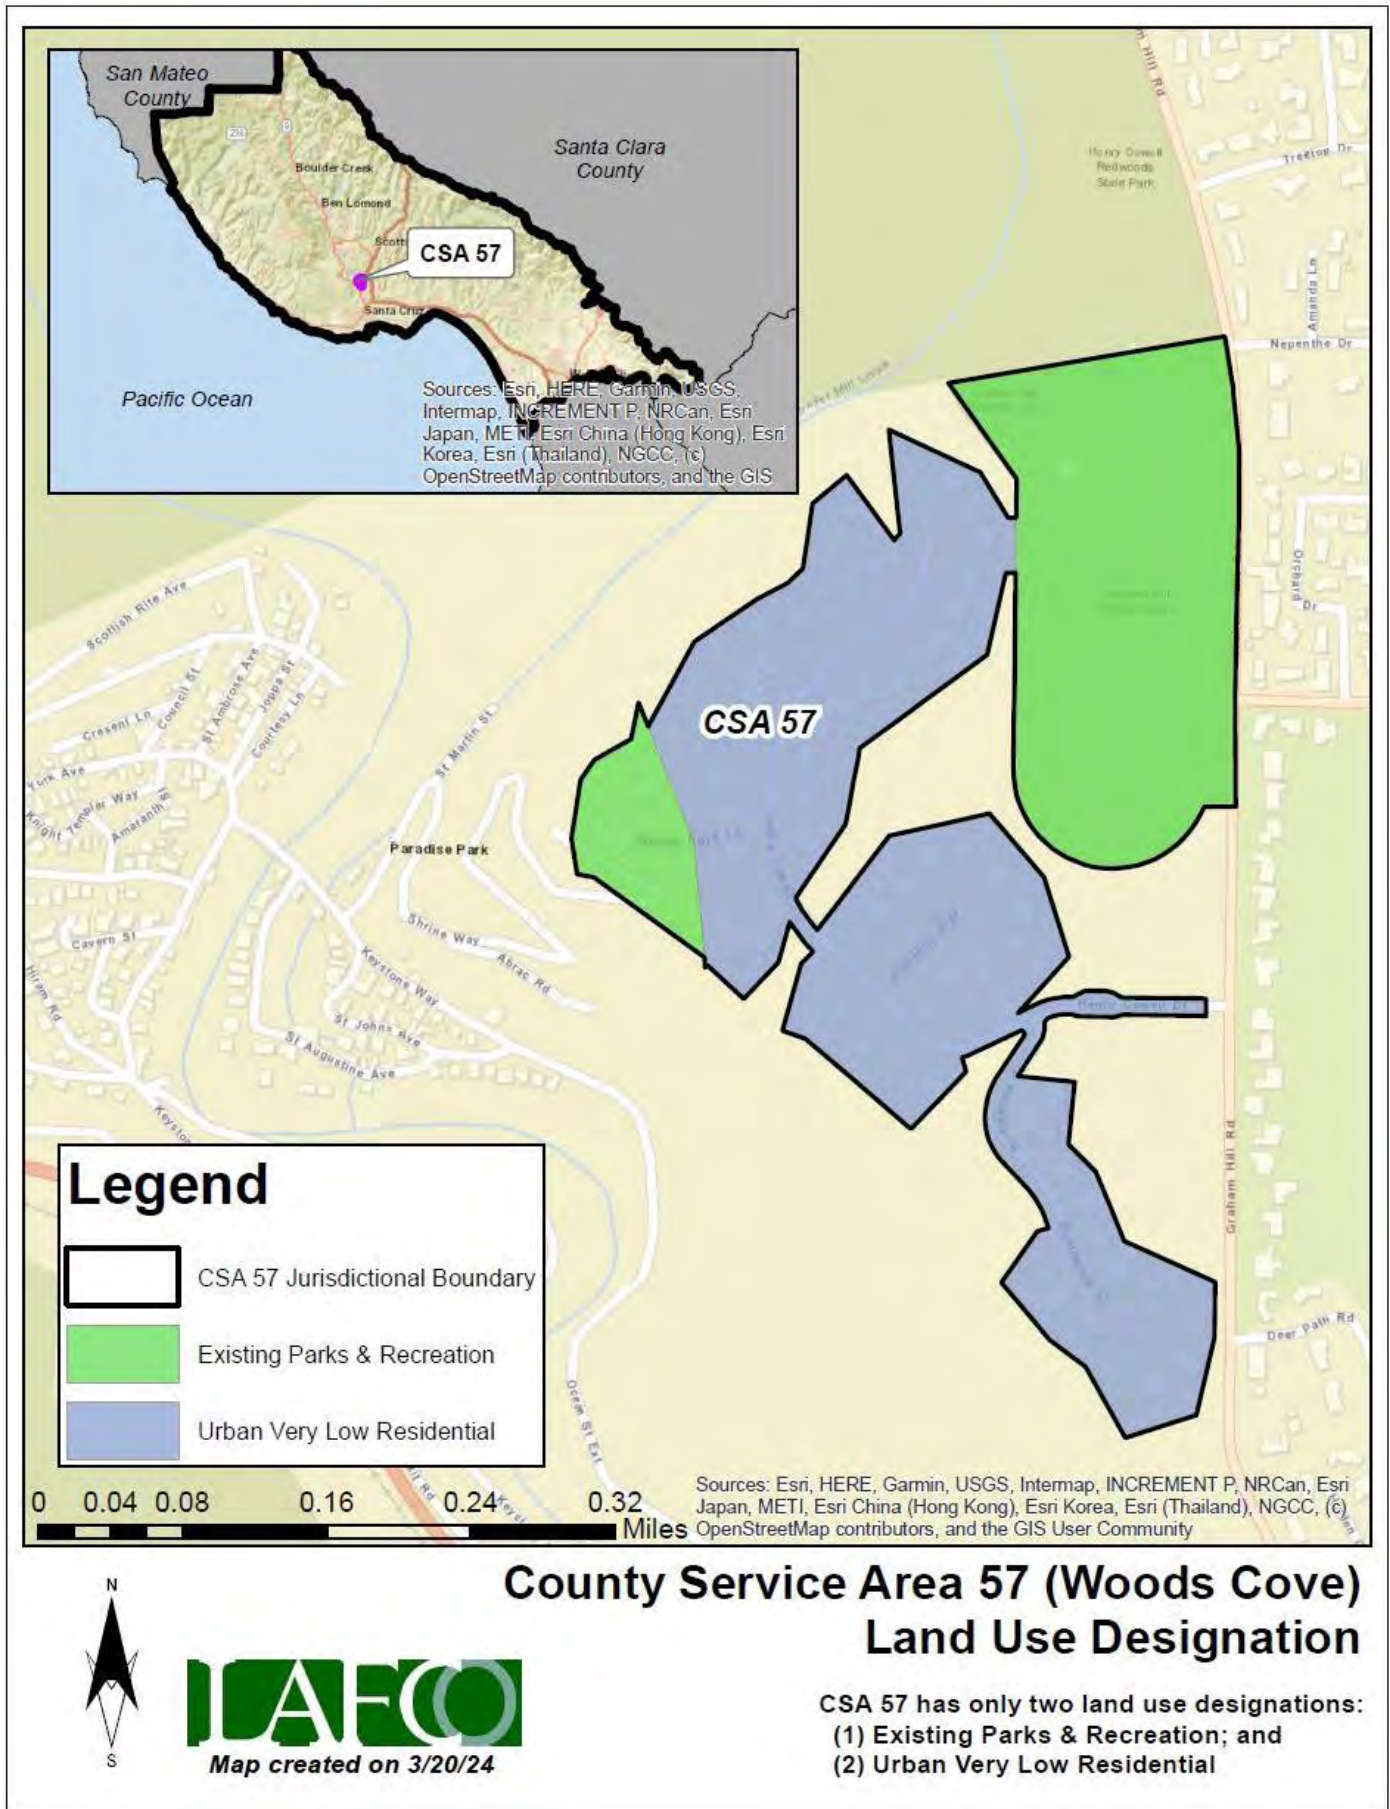 San Mateo
County
236
9
Santa Clara
County
Boulder Creek
Ben Lomond
Scott
CSA 57
Santa Cruz
Pacific Ocean
Sources: Esri, HERE, Garmin, USGS,
Intermap, INCREMENT P, NRCan, Esri
Japan, METI, Esri China (Hong Kong), Esri
Korea, Esri (Thailand), NGCC, (c)
OpenStreetMap contributors, and the GIS
Hill Rd
Henry Cowell
Redwoods
State Park
Treetop Dr
Amanda Ln
Nepenthe Dr
Orchard
Dr
Scottish Rite Ave
Council St
St Ambrose Ave
Joppa St
Courtesy Ln
Cresent Ln
York Ave
Knight Templar Way
Amaranth St
St Martin St
CSA 57
Paradise Park
Shrine Way
Abrac Rd
Cavern St
Hiram Rd
Keystone Way
St Johns Ave
St Augustine Ave
Henry Cowell Dr
Graham Hill Rd
Deer Path Rd
Ocean St Ext
Legend
CSA 57 Jurisdictional Boundary
Existing Parks & Recreation
Urban Very Low Residential
0 0.04 0.08 0.16 0.24 0.32
Miles
Sources: Esri, HERE, Garmin, USGS, Intermap, INCREMENT P, NRCan, Esri
Japan, METI, Esri China (Hong Kong), Esri Korea, Esri (Thailand), NGCC, (c)
OpenStreetMap contributors, and the GIS User Community
County Service Area 57 (Woods Cove)
Land Use Designation
N
S
LAFCO
Map created on 3/20/24
CSA 57 has only two land use designations:
(1) Existing Parks & Recreation; and
(2) Urban Very Low Residential